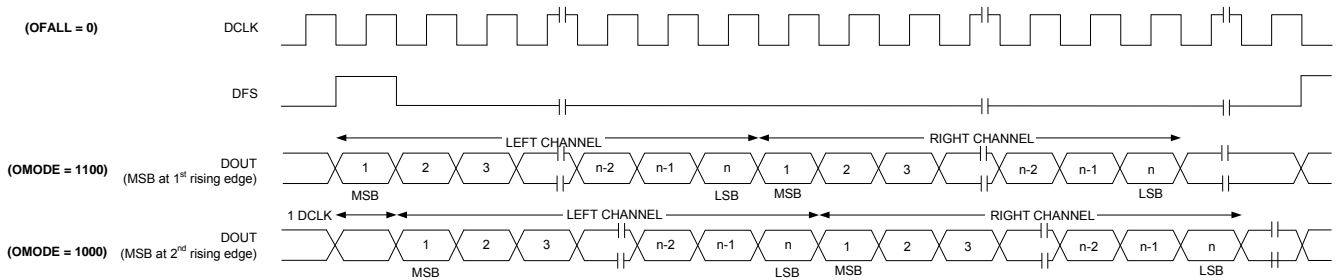 (OFALL = 0) DCLK
DFS
LEFT CHANNEL RIGHT CHANNEL
(OMODE = 1100) DOUT 1 2 3 n-2 n-1 n 1 2 3 n-2 n-1 n
(MSB at 1st rising edge)
MSB LSB MSB LSB
1 DCLK LEFT CHANNEL RIGHT CHANNEL
(OMODE = 1000) DOUT 1 2 3 n-2 n-1 n 1 2 3 n-2 n-1 n
(MSB at 2nd rising edge)
MSB LSB MSB LSB